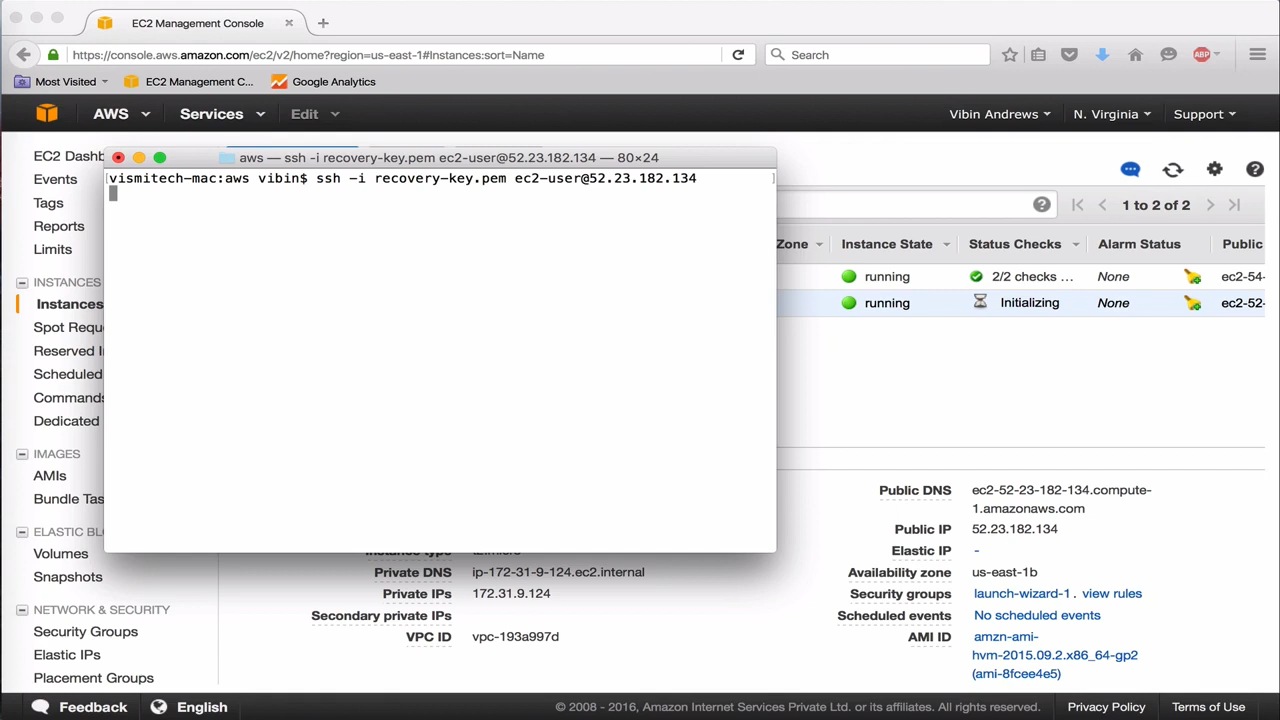 EC2 Management Console
https://console.aws.amazon.com/ec2/v2/home?region=us-east-1#Instances:sort=Name
Search
ABP
Most Visited
EC2 Management C...
Google Analytics
AWS
Services
Edit
Vibin Andrews
N. Virginia
Support
EC2 Dashb
Events
Tags
Reports
Limits
INSTANCES
Instances
Spot Requ
Reserved I
Scheduled
Commands
Dedicated
IMAGES
AMIs
Bundle Tas
ELASTIC BL
Volumes
Snapshots
NETWORK & SECURITY
Security Groups
Elastic IPs
Placement Groups
aws — ssh -i recovery-key.pem ec2-user@52.23.182.134 — 80×24
[vismitech-mac:aws vibin$ ssh -i recovery-key.pem ec2-user@52.23.182.134 ]
1 to 2 of 2
Zone
Instance State
Status Checks
Alarm Status
Public
running
2/2 checks ...
None
ec2-54-
running
Initializing
None
ec2-52-
Private DNS
ip-172-31-9-124.ec2.internal
Private IPs
172.31.9.124
Secondary private IPs
VPC ID
vpc-193a997d
Public DNS
ec2-52-23-182-134.compute-
1.amazonaws.com
Public IP
52.23.182.134
Elastic IP
-
Availability zone
us-east-1b
Security groups
launch-wizard-1. view rules
Scheduled events
No scheduled events
AMI ID
amzn-ami-
hvm-2015.09.2.x86_64-gp2
(ami-8fcee4e5)
Feedback
English
© 2008 - 2016, Amazon Internet Services Private Ltd. or its affiliates. All rights reserved.
Privacy Policy
Terms of Use